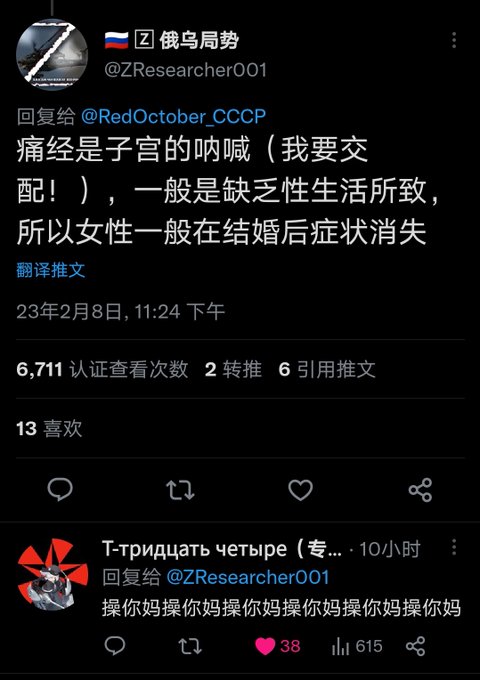 🇷🇺 🆉 俄乌局势
@ZResearcher001
回复给 @RedOctober_CCCP
痛经是子宫的呐喊（我要交
配！），一般是缺乏性生活所致，
所以女性一般在结婚后症状消失
翻译推文
23年2月8日, 11:24 下午
6,711 认证查看次数 2 转推 6 引用推文
13 喜欢
Т-тридцать четыре（专... · 10小时
回复给 @ZResearcher001
操你妈操你妈操你妈操你妈操你妈操你妈
38 615